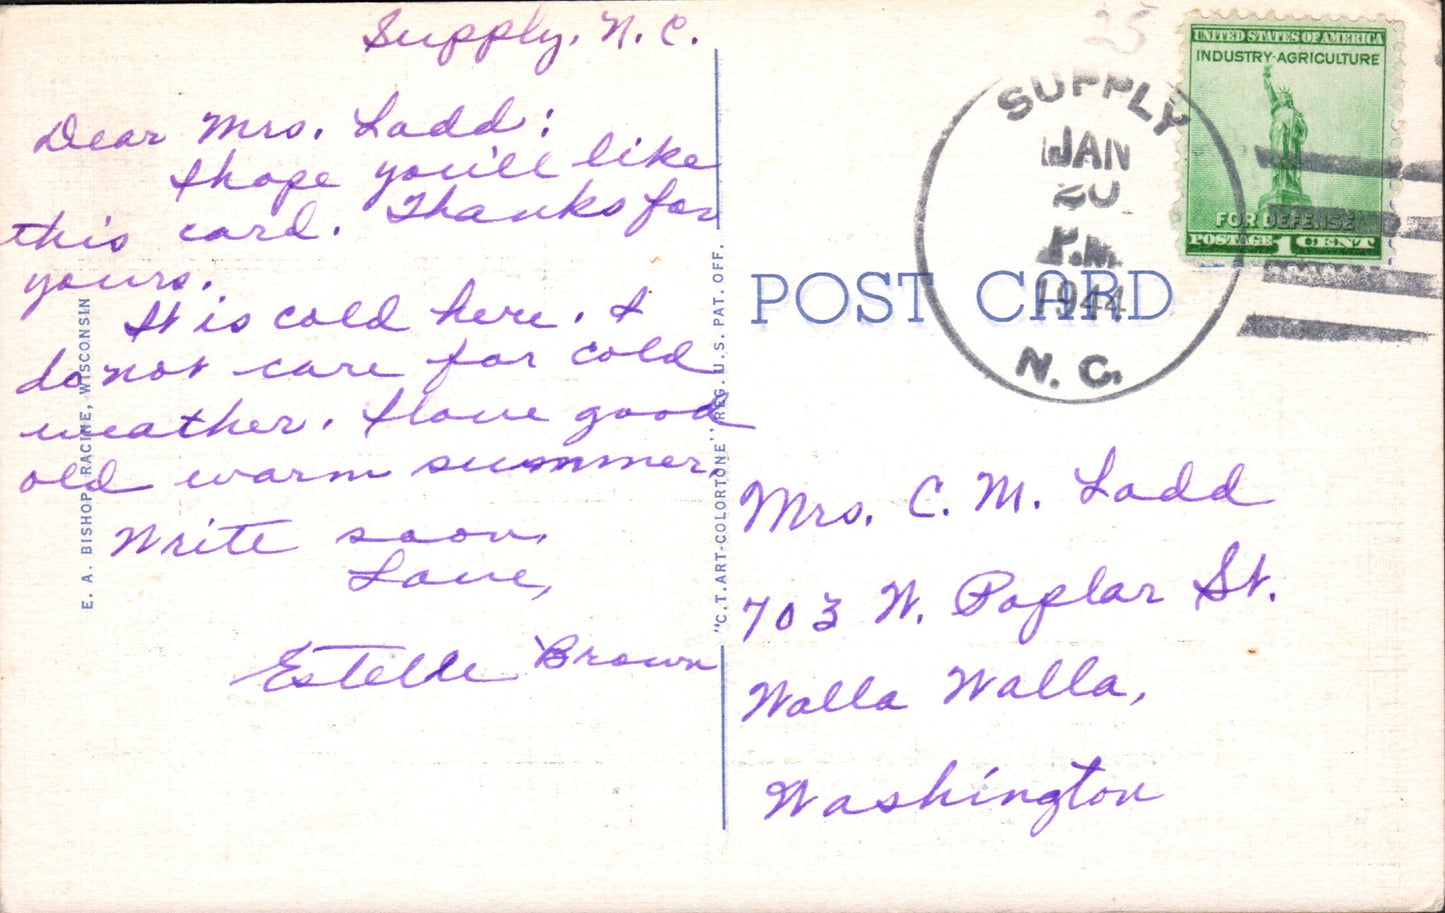 Supply, N. C.
Dear Mrs. Ladd:
I hope you'll like
this card. Thanks for
yours.
It is cold here. I
do not care for cold
weather. I love good
old warm summer.
Write soon,
Love,
Estelle Brown
E. A. BISHOP, RACINE, WISCONSIN
"C.T. ART-COLORTONE" REG. U.S. PAT. OFF.
POST CARD
SUPPLY
JAN
20
P.M.
1944
N. C.
UNITED STATES OF AMERICA
INDUSTRY-AGRICULTURE
FOR DEFENSE
POSTAGE 1 CENT
25
Mrs. C. M. Ladd
703 W. Poplar St.
Walla Walla,
Washington